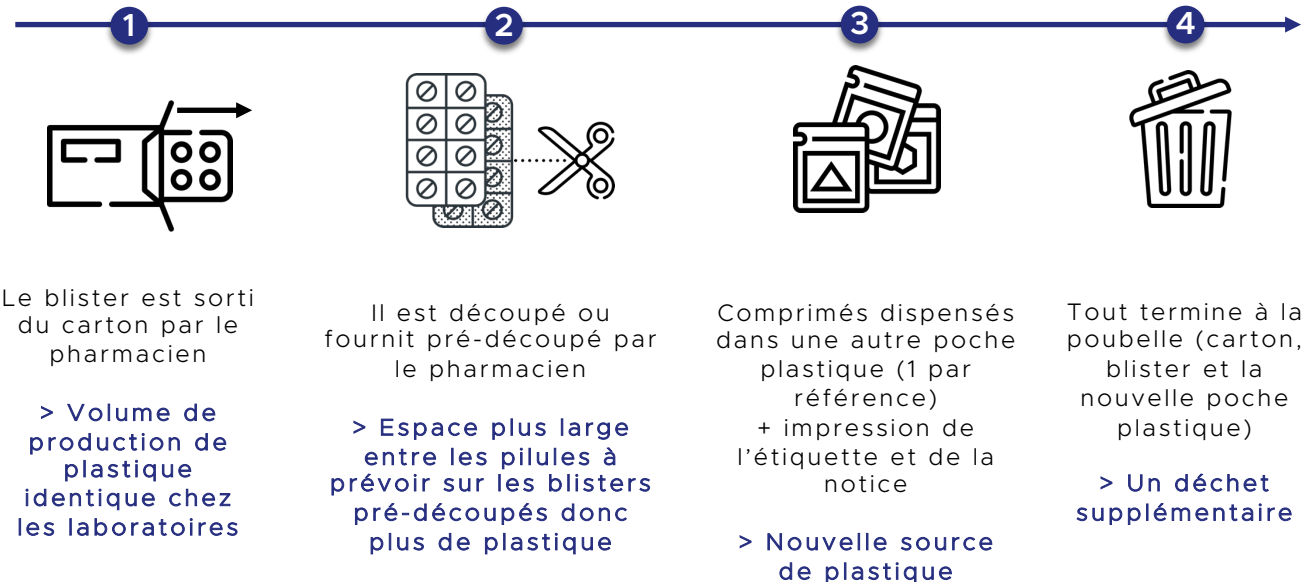 1
2
3
4
Le blister est sorti
du carton par le
pharmacien
> Volume de
production de
plastique
identique chez
les laboratoires
Il est découpé ou
fournit pré-découpé par
le pharmacien
> Espace plus large
entre les pilules à
prévoir sur les blisters
pré-découpés donc
plus de plastique
Comprimés dispensés
dans une autre poche
plastique (1 par
référence)
+ impression de
l'étiquette et de la
notice
> Nouvelle source
de plastique
Tout termine à la
poubelle (carton,
blister et la
nouvelle poche
plastique)
> Un déchet
supplémentaire